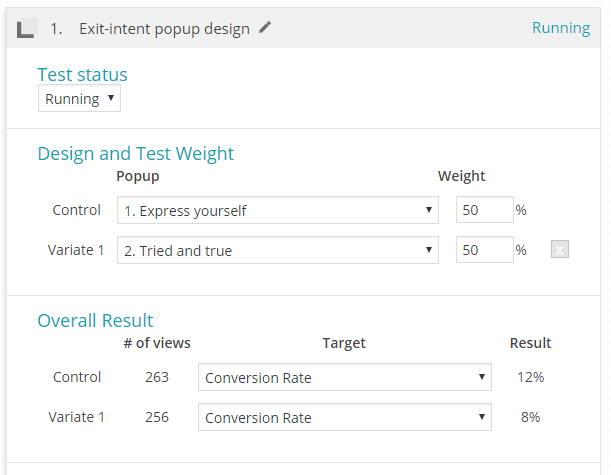 1. Exit-intent popup design Running
Test status
Running
Design and Test Weight
Popup Weight
Control 1. Express yourself 50 %
Variate 1 2. Tried and true 50 % X
Overall Result
# of views Target Result
Control 263 Conversion Rate 12%
Variate 1 256 Conversion Rate 8%